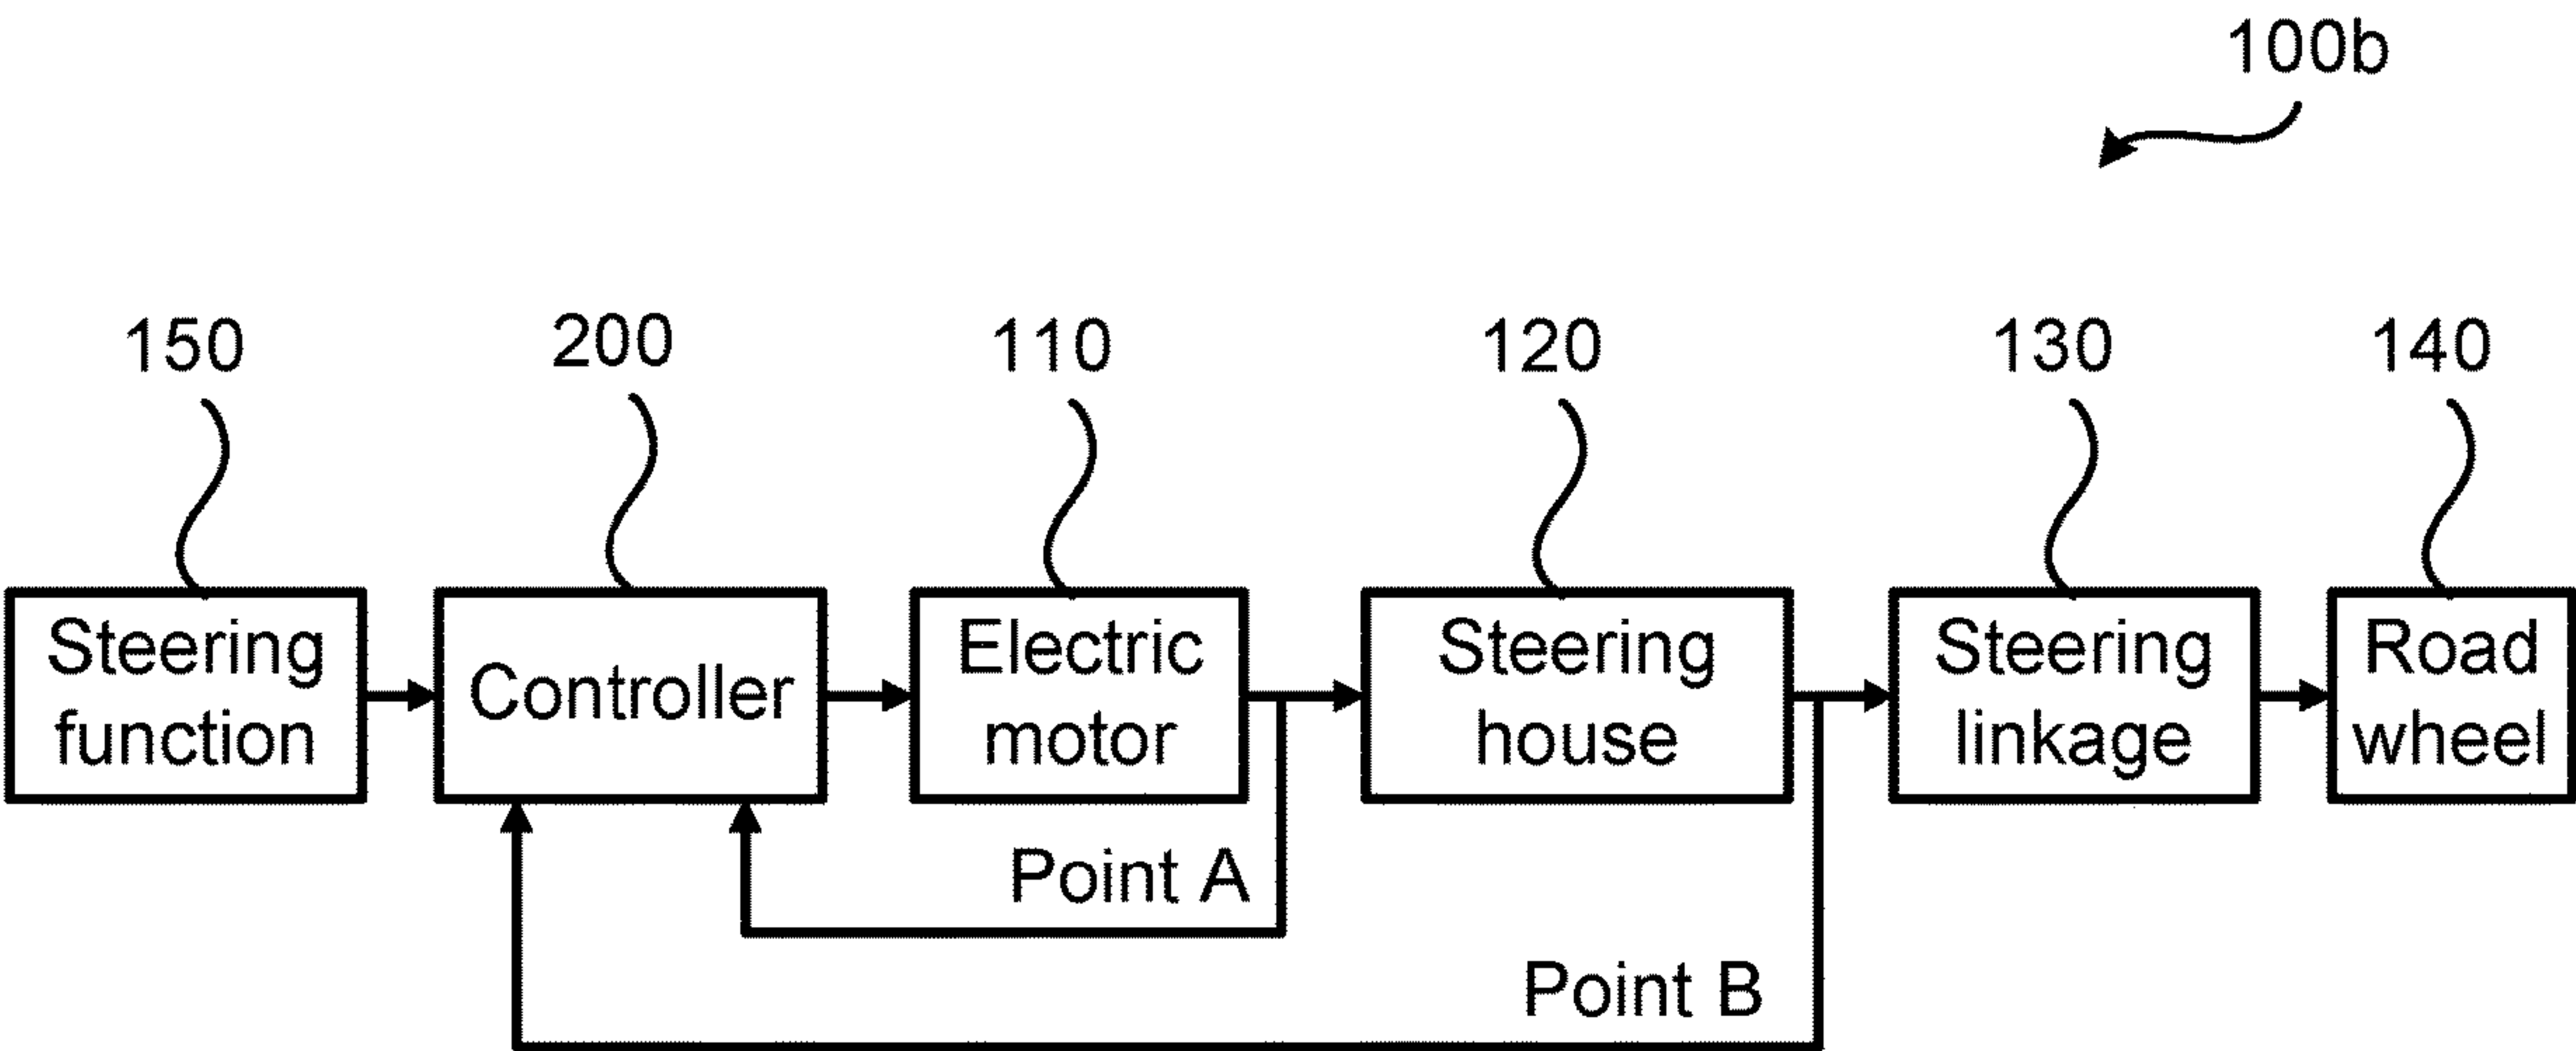 100b
150
200
110
120
130
140
Steering
function
Controller
Electric
motor
Steering
house
Steering
linkage
Road
wheel
Point A
Point B